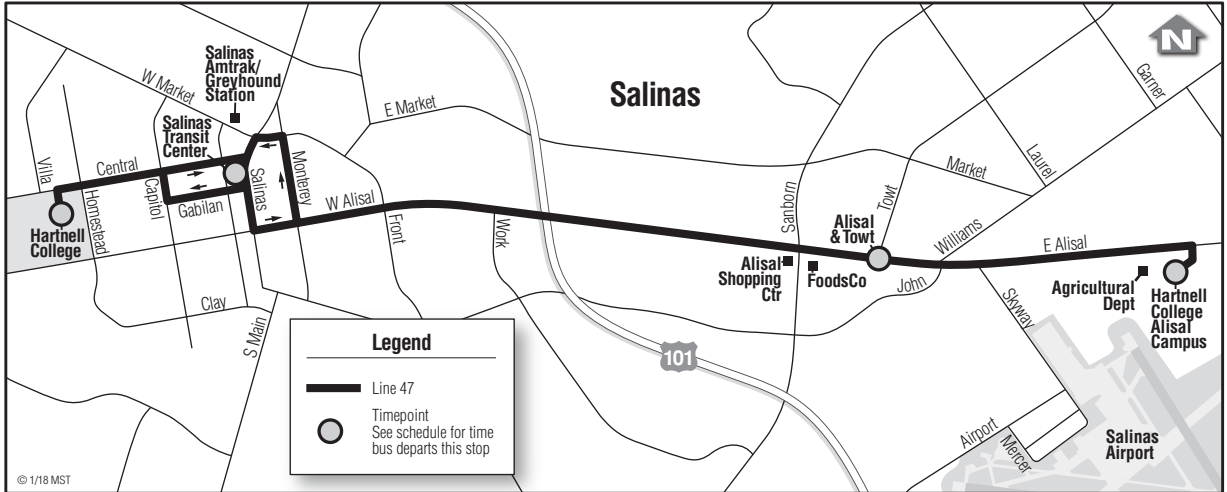 Salinas
N
Salinas
Amtrak/
Greyhound
Station
W Market
E Market
Salinas
Transit
Center
Villa
Central
Capitol
Homestead
Gabilan
Salinas
Monterey
W Alisal
Front
Work
Hartnell
College
Clay
S Main
Sanborn
Alisal
& Towt
Towt
Market
Laurel
Garner
Williams
E Alisal
Alisal
Shopping
Ctr
FoodsCo
John
Skyway
Agricultural
Dept
Hartnell
College
Alisal
Campus
101
Airport
Mercer
Salinas
Airport
Legend
Line 47
Timepoint
See schedule for time
bus departs this stop
© 1/18 MST